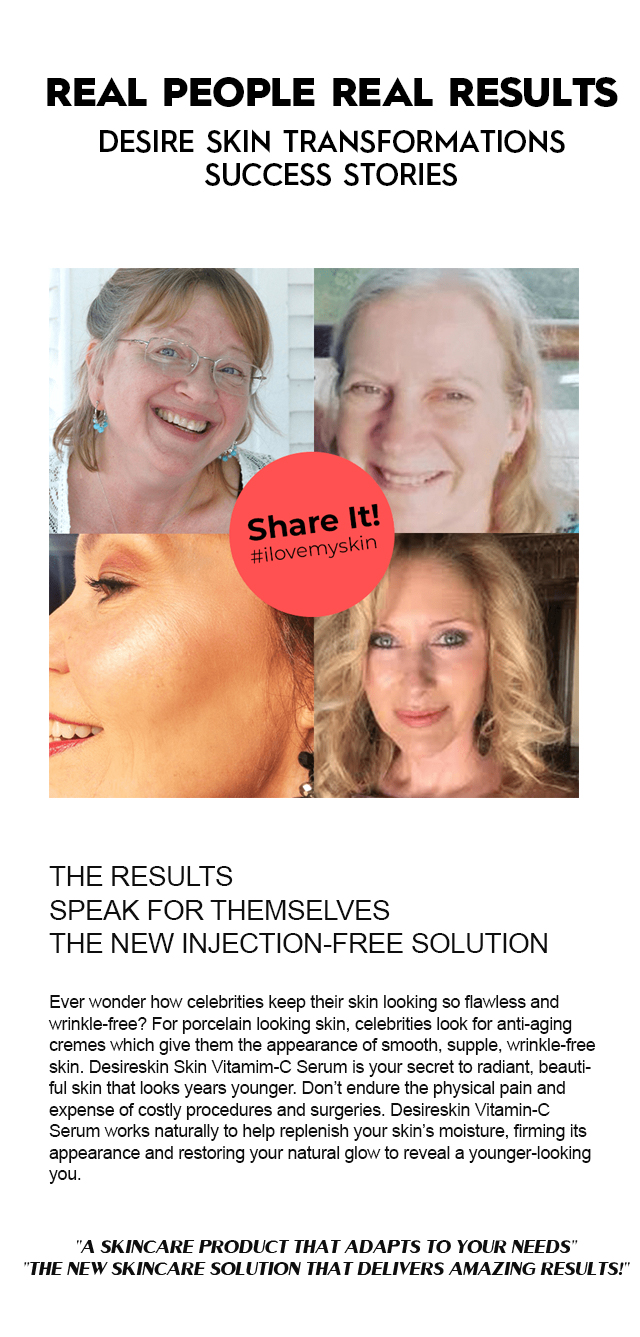 REAL PEOPLE REAL RESULTS
DESIRE SKIN TRANSFORMATIONS
SUCCESS STORIES
Share It!
#ilovemyskin
THE RESULTS
SPEAK FOR THEMSELVES
THE NEW INJECTION-FREE SOLUTION
Ever wonder how celebrities keep their skin looking so flawless and
wrinkle-free? For porcelain looking skin, celebrities look for anti-aging
cremes which give them the appearance of smooth, supple, wrinkle-free
skin. Desireskin Skin Vitamim-C Serum is your secret to radiant, beauti-
ful skin that looks years younger. Don't endure the physical pain and
expense of costly procedures and surgeries. Desireskin Vitamin-C
Serum works naturally to help replenish your skin's moisture, firming its
appearance and restoring your natural glow to reveal a younger-looking
you.
"A SKINCARE PRODUCT THAT ADAPTS TO YOUR NEEDS"
"THE NEW SKINCARE SOLUTION THAT DELIVERS AMAZING RESULTS!"